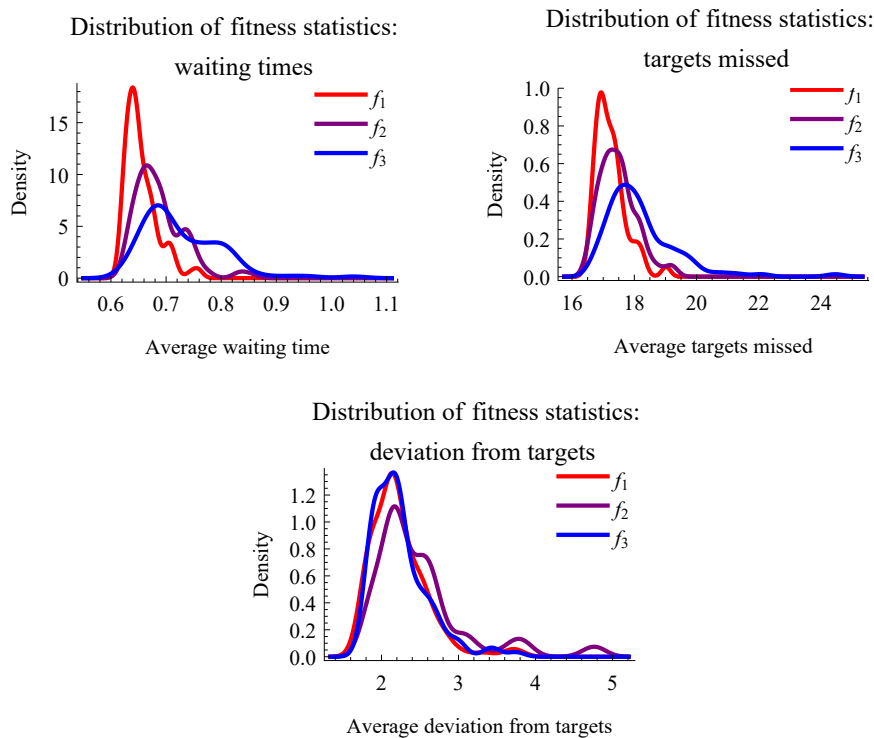 Distribution of fitness statistics:
waiting times
f1
f2
f3
15
10
5
0
Density
0.6 0.7 0.8 0.9 1.0 1.1
Average waiting time
Distribution of fitness statistics:
targets missed
f1
f2
f3
1.0
0.8
0.6
0.4
0.2
0.0
Density
16 18 20 22 24
Average targets missed
Distribution of fitness statistics:
deviation from targets
f1
f2
f3
1.2
1.0
0.8
0.6
0.4
0.2
0.0
Density
2 3 4 5
Average deviation from targets